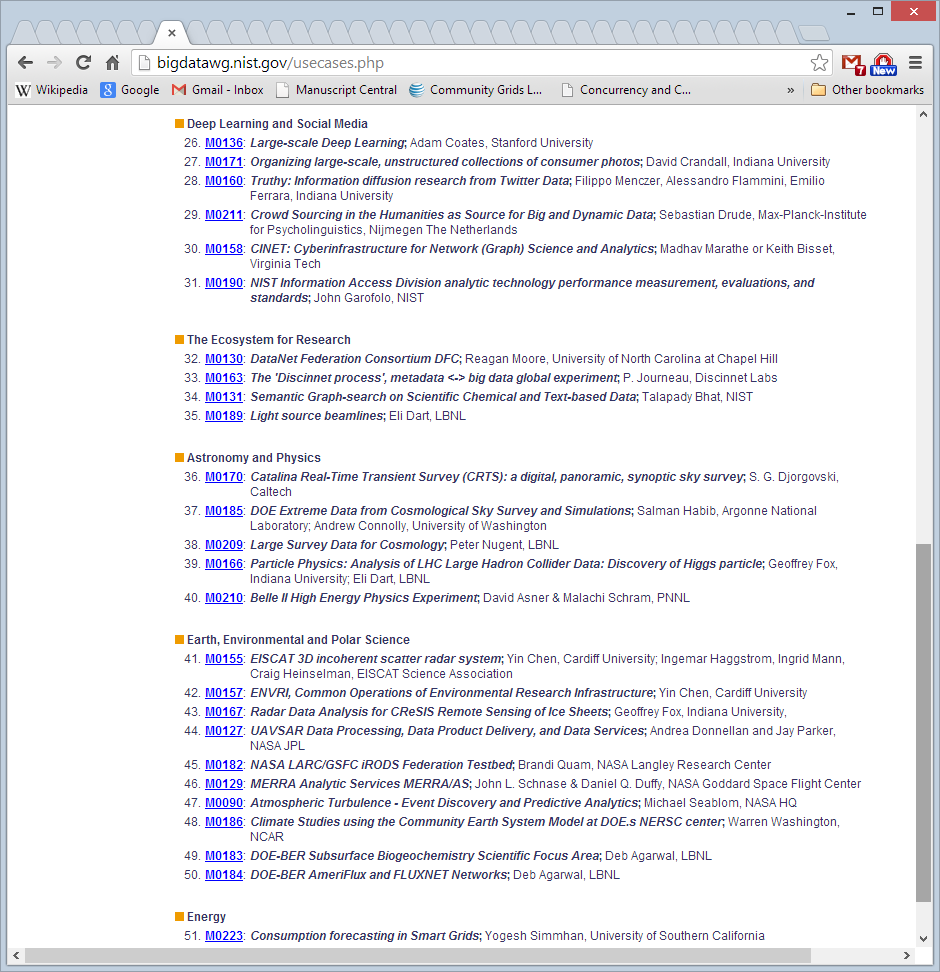 bigdatawg.nist.gov/usecases.php
7
New
W Wikipedia
8 Google
Gmail - Inbox
Manuscript Central
Community Grids L...
Concurrency and C...
»
Other bookmarks
Deep Learning and Social Media
26. M0136: Large-scale Deep Learning; Adam Coates, Stanford University
27. M0171: Organizing large-scale, unstructured collections of consumer photos; David Crandall, Indiana University
28. M0160: Truthy: Information diffusion research from Twitter Data; Filippo Menczer, Alessandro Flammini, Emilio
Ferrara, Indiana University
29. M0211: Crowd Sourcing in the Humanities as Source for Big and Dynamic Data; Sebastian Drude, Max-Planck-Institute
for Psycholinguistics, Nijmegen The Netherlands
30. M0158: CINET: Cyberinfrastructure for Network (Graph) Science and Analytics; Madhav Marathe or Keith Bisset,
Virginia Tech
31. M0190: NIST Information Access Division analytic technology performance measurement, evaluations, and
standards; John Garofolo, NIST
The Ecosystem for Research
32. M0130: DataNet Federation Consortium DFC; Reagan Moore, University of North Carolina at Chapel Hill
33. M0163: The 'Discinnet process', metadata <-> big data global experiment; P. Journeau, Discinnet Labs
34. M0131: Semantic Graph-search on Scientific Chemical and Text-based Data; Talapady Bhat, NIST
35. M0189: Light source beamlines; Eli Dart, LBNL
Astronomy and Physics
36. M0170: Catalina Real-Time Transient Survey (CRTS): a digital, panoramic, synoptic sky survey; S. G. Djorgovski,
Caltech
37. M0185: DOE Extreme Data from Cosmological Sky Survey and Simulations; Salman Habib, Argonne National
Laboratory; Andrew Connolly, University of Washington
38. M0209: Large Survey Data for Cosmology; Peter Nugent, LBNL
39. M0166: Particle Physics: Analysis of LHC Large Hadron Collider Data: Discovery of Higgs particle; Geoffrey Fox,
Indiana University; Eli Dart, LBNL
40. M0210: Belle II High Energy Physics Experiment; David Asner & Malachi Schram, PNNL
Earth, Environmental and Polar Science
41. M0155: EISCAT 3D incoherent scatter radar system; Yin Chen, Cardiff University; Ingemar Haggstrom, Ingrid Mann,
Craig Heinselman, EISCAT Science Association
42. M0157: ENVRI, Common Operations of Environmental Research Infrastructure; Yin Chen, Cardiff University
43. M0167: Radar Data Analysis for CReSIS Remote Sensing of Ice Sheets; Geoffrey Fox, Indiana University,
44. M0127: UAVSAR Data Processing, Data Product Delivery, and Data Services; Andrea Donnellan and Jay Parker,
NASA JPL
45. M0182: NASA LARC/GSFC iRODS Federation Testbed; Brandi Quam, NASA Langley Research Center
46. M0129: MERRA Analytic Services MERRA/AS; John L. Schnase & Daniel Q. Duffy, NASA Goddard Space Flight Center
47. M0090: Atmospheric Turbulence - Event Discovery and Predictive Analytics; Michael Seablom, NASA HQ
48. M0186: Climate Studies using the Community Earth System Model at DOE.s NERSC center; Warren Washington,
NCAR
49. M0183: DOE-BER Subsurface Biogeochemistry Scientific Focus Area; Deb Agarwal, LBNL
50. M0184: DOE-BER AmeriFlux and FLUXNET Networks; Deb Agarwal, LBNL
Energy
51. M0223: Consumption forecasting in Smart Grids; Yogesh Simmhan, University of Southern California